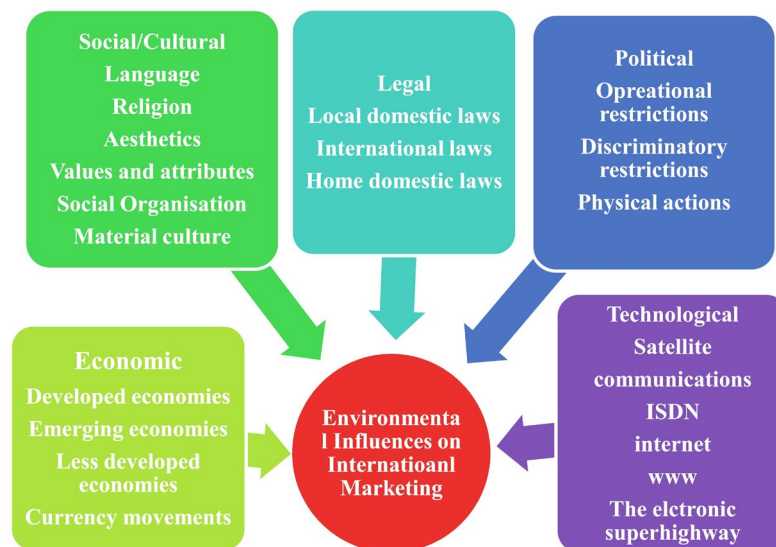 Social/Cultural
Language
Religion
Aesthetics
Values and attributes
Social Organisation
Material culture
Legal
Local domestic laws
International laws
Home domestic laws
Political
Opreational
restrictions
Discriminatory
restrictions
Physical actions
Economic
Developed economies
Emerging economies
Less developed
economies
Currency movements
Environmenta
l Influences on
Internatioanl
Marketing
Technological
Satellite
communications
ISDN
internet
www
The elctronic
superhighway